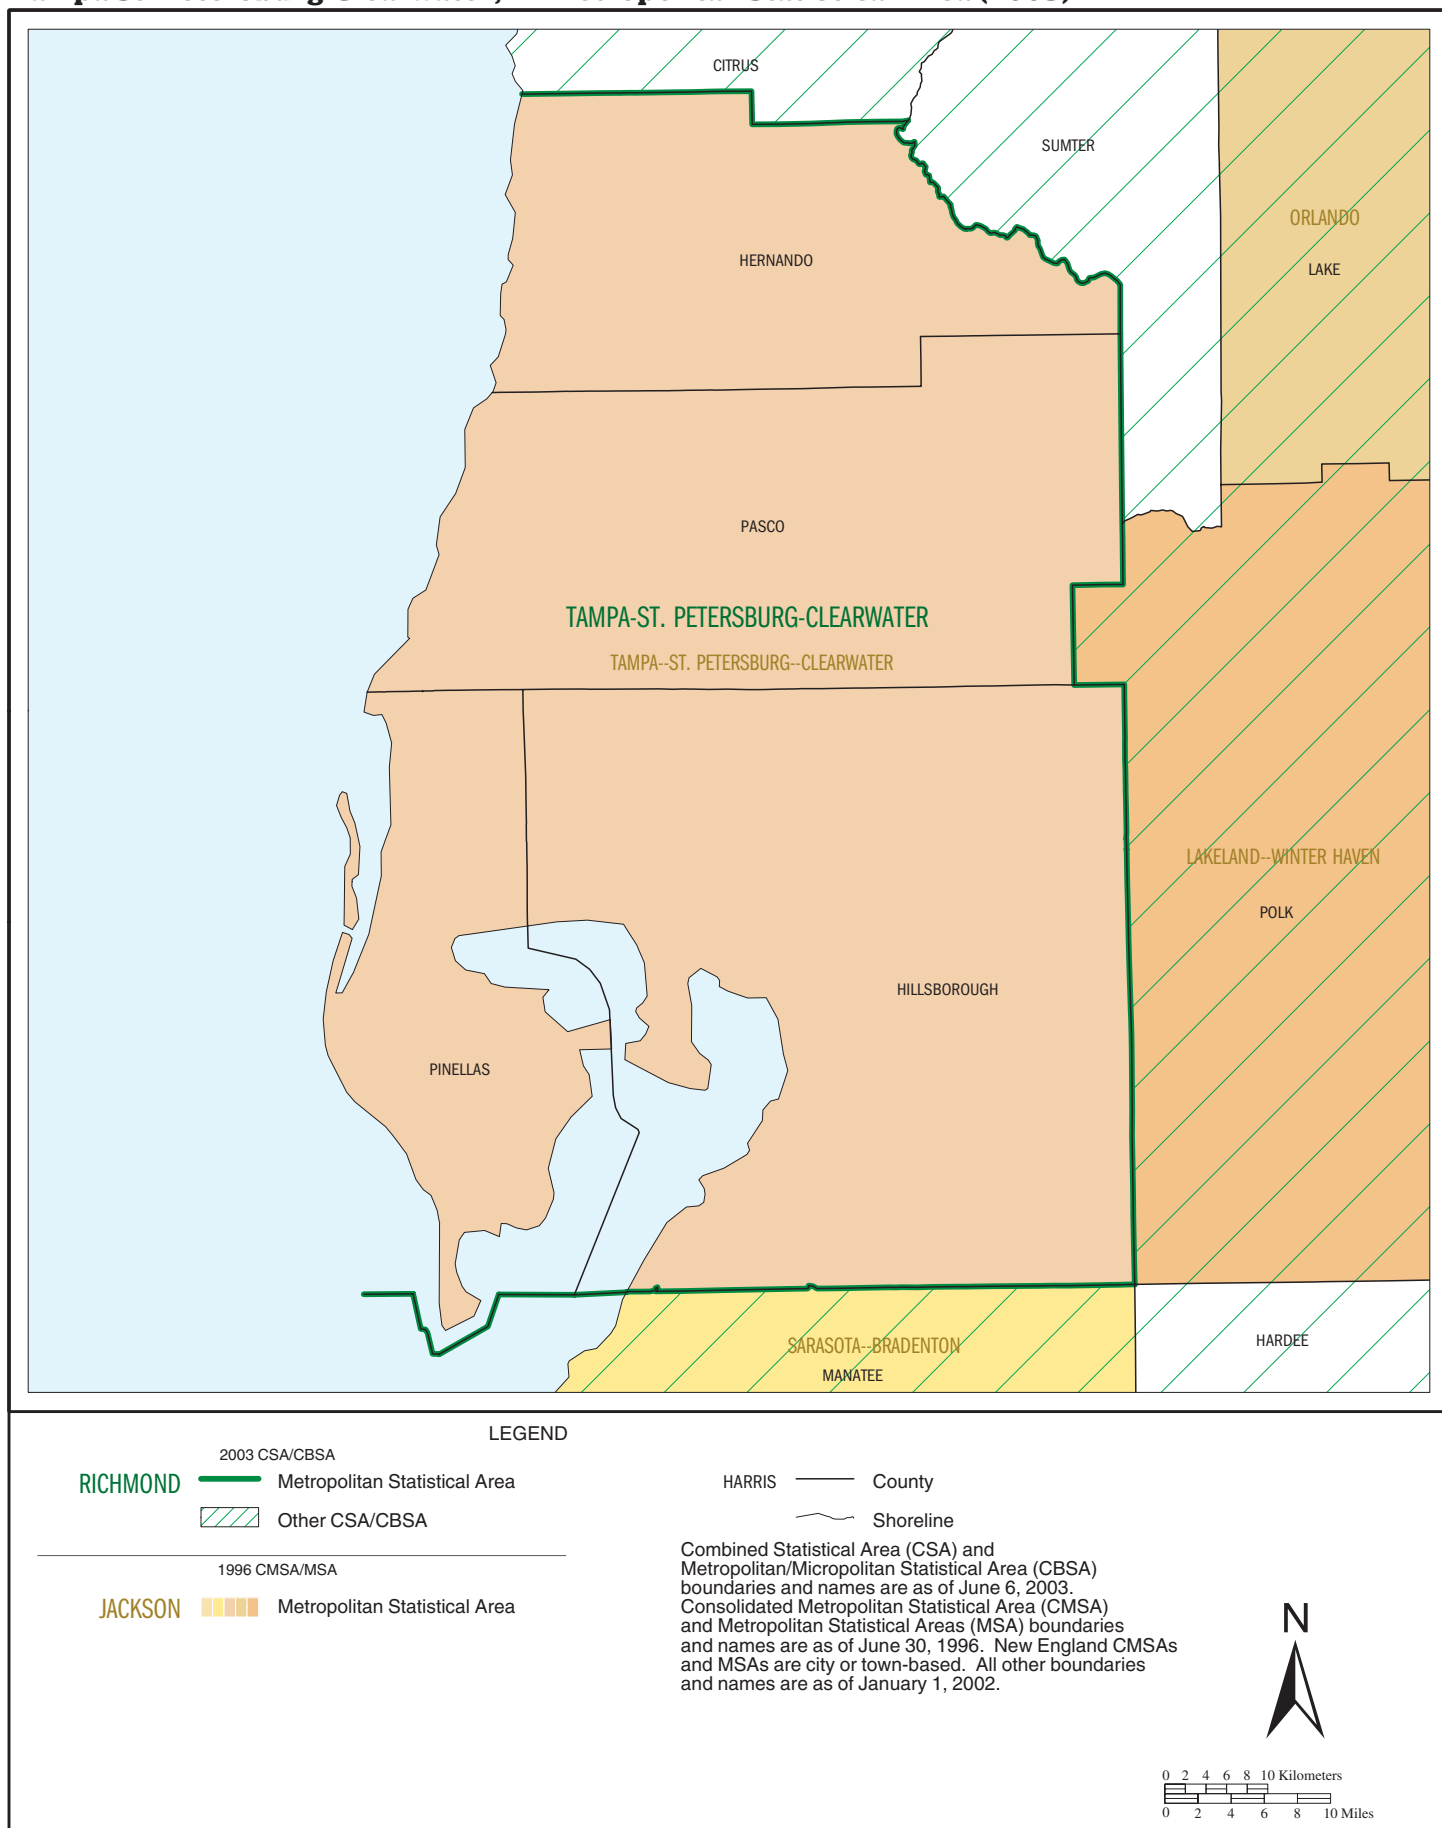 CITRUS
SUMTER
ORLANDO
LAKE
HERNANDO
PASCO
TAMPA-ST. PETERSBURG-CLEARWATER
TAMPA--ST. PETERSBURG--CLEARWATER
LAKELAND--WINTER HAVEN
POLK
HILLSBOROUGH
PINELLAS
SARASOTA--BRADENTON
MANATEE
HARDEE
LEGEND
2003 CSA/CBSA
RICHMOND Metropolitan Statistical Area
Other CSA/CBSA
1996 CMSA/MSA
JACKSON Metropolitan Statistical Area
HARRIS County
Shoreline
Combined Statistical Area (CSA) and
Metropolitan/Micropolitan Statistical Area (CBSA)
boundaries and names are as of June 6, 2003.
Consolidated Metropolitan Statistical Area (CMSA)
and Metropolitan Statistical Areas (MSA) boundaries
and names are as of June 30, 1996. New England CMSAs
and MSAs are city or town-based. All other boundaries
and names are as of January 1, 2002.
N
0 2 4 6 8 10 Kilometers
0 2 4 6 8 10 Miles